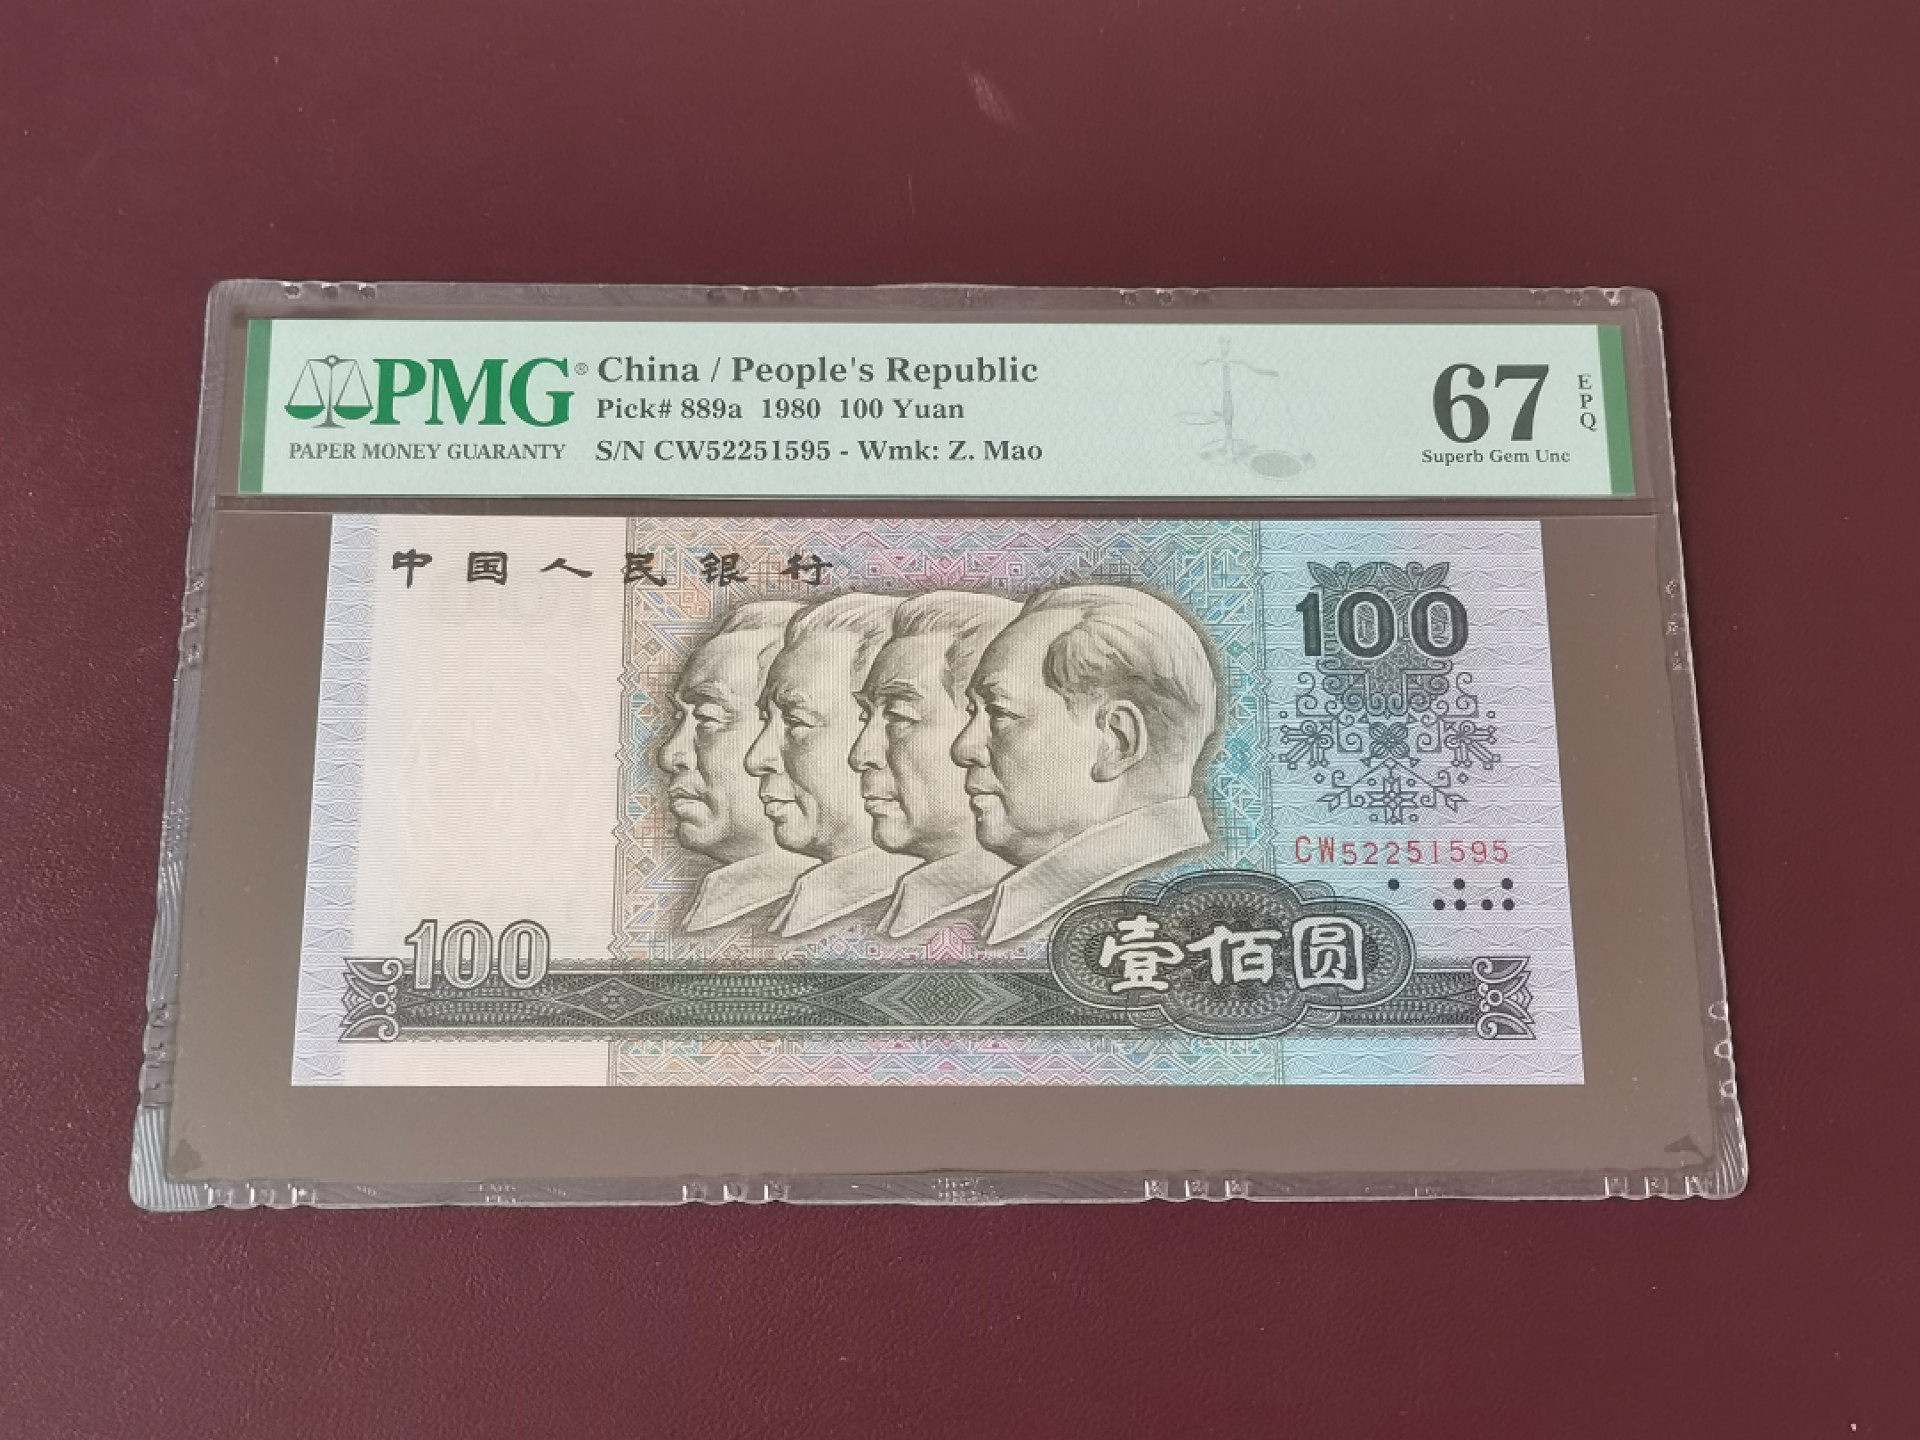 PMG®
PAPER MONEY GUARANTY
China / People's Republic
Pick# 889a 1980 100 Yuan
S/N CW52251595 - Wmk: Z. Mao
67
EPQ
Superb Gem Unc
中国人民银行
100
CW52251595
100
壹佰圆